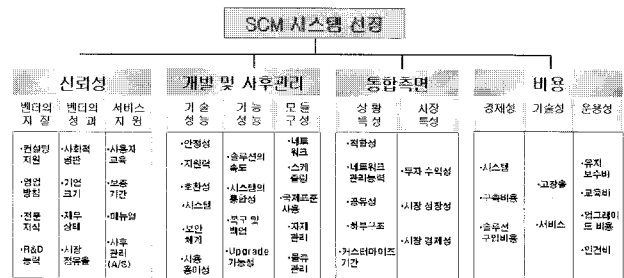 SCM 시스템 선정
신뢰성
개발 및 사후관리
통합측면
비용
벤더의 지 질
벤더의 성 과
서비스 지 원
기 술 성 능
기 능 성 능
모 듈 구 성
상 황 특 성
시장 특성
경제성
기술성
운용성
·컨설팅 지원
·영업 방침
·전문 지식
·R&D 능력
·사회적 평판
·기업 크기
·재무 상태
·시장 점유율
·사용자 교육
·보증 기간
·매뉴얼
·사후 관리 (A/S)
·안정성
·지원력
·호환성
·시스템
·보안 체계
·사용 용이성
·솔루션의 속도
·시스템의 통합성
·복구 및 백업
·Upgrade 가능성
·네트 워크
·스케 쥴링
·국제표준 사용
·자재 관리
·물류 관리
·적합성
·네트워크 관리능력
·공유성
·하부구조
·커스터마이즈 기간
·투자 수익성
·시장 성장성
·시장 경제성
·시스템
·구축비용
·솔루션 구입비용
·고장율
·서비스
·유지 보수비
·교육비
·업그레이드 비용
·인건비